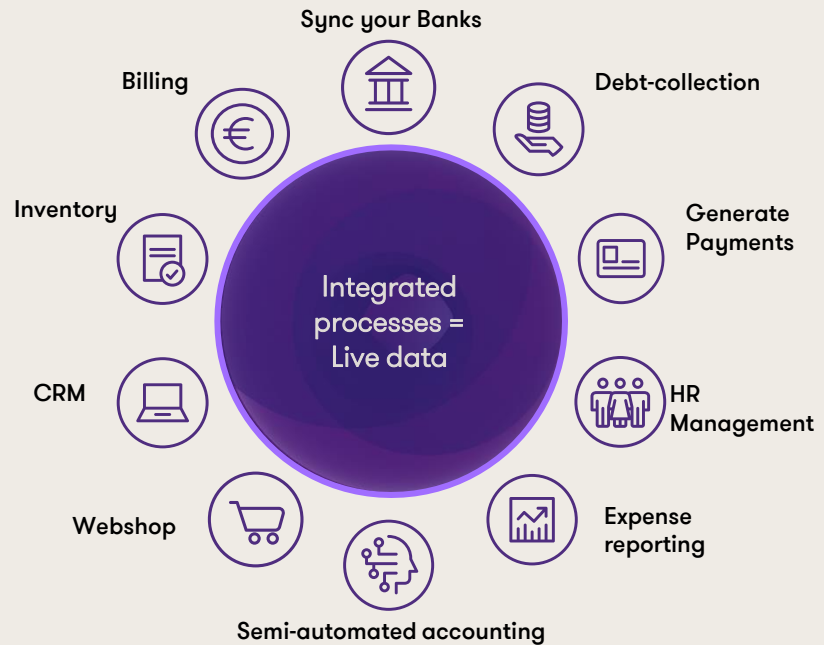 Sync your Banks
Billing
Debt-collection
Inventory
Generate
Payments
Integrated
processes =
Live data
CRM
HR
Management
Webshop
Expense
reporting
Semi-automated accounting